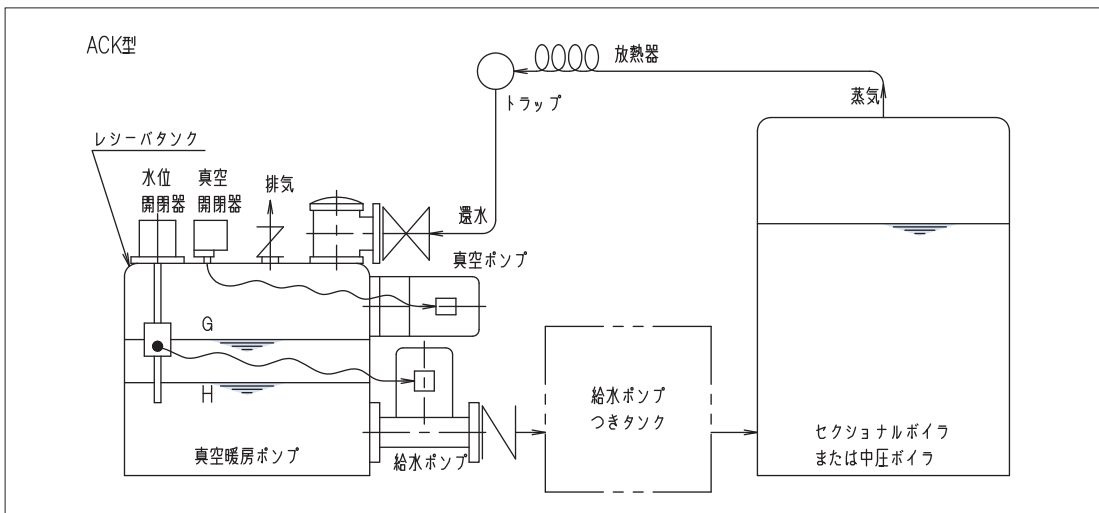 ACK型
放熱器
トラップ
蒸気
レシーバタンク
水位
開閉器
真空
開閉器
排気
還水
真空ポンプ
G
H
給水ポンプ
つきタンク
セクショナルボイラ
または中圧ボイラ
真空暖房ポンプ
給水ポンプ